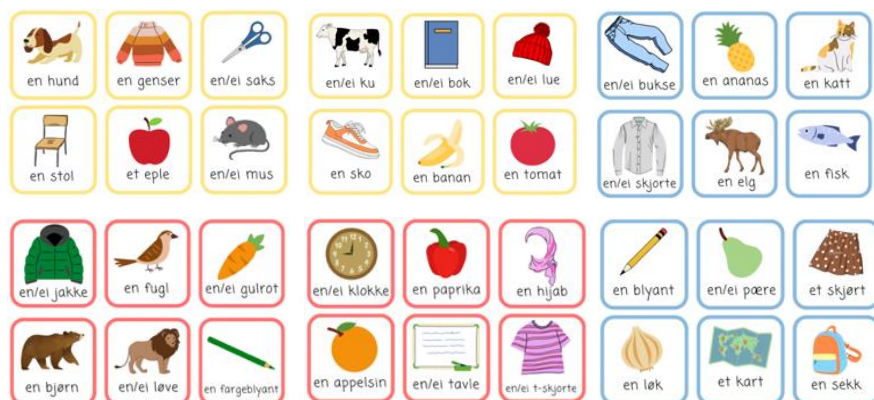 en hund
en genser
en/ei saks
en/ei ku
en/ei bok
en/ei lue
en/ei bukse
en ananas
en katt
en stol
et eple
en/ei mus
en sko
en banan
en tomat
en/ei skjorte
en elg
en fisk
en/ei jakke
en fugl
en/ei gulrot
en/ei klokke
en paprika
en hijab
en blyant
en/ei pære
et skjørt
en bjørn
en/ei løve
en fargeblyant
en appelsin
en/ei tavle
en/ei t-skjorte
en løk
et kart
en sekk